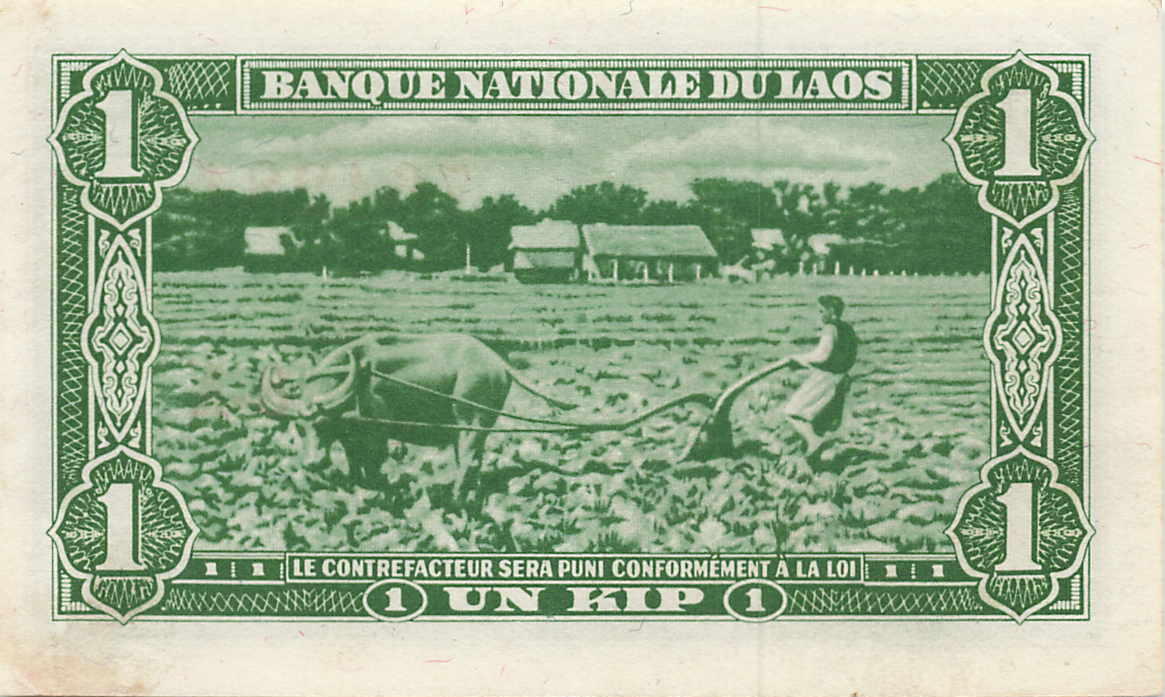 BANQUE NATIONALE DU LAOS
1 1
1 1
1 1 LE CONTREFACTEUR SERA PUNI CONFORMÉMENT À LA LOI 1 1
1 UN KIP 1